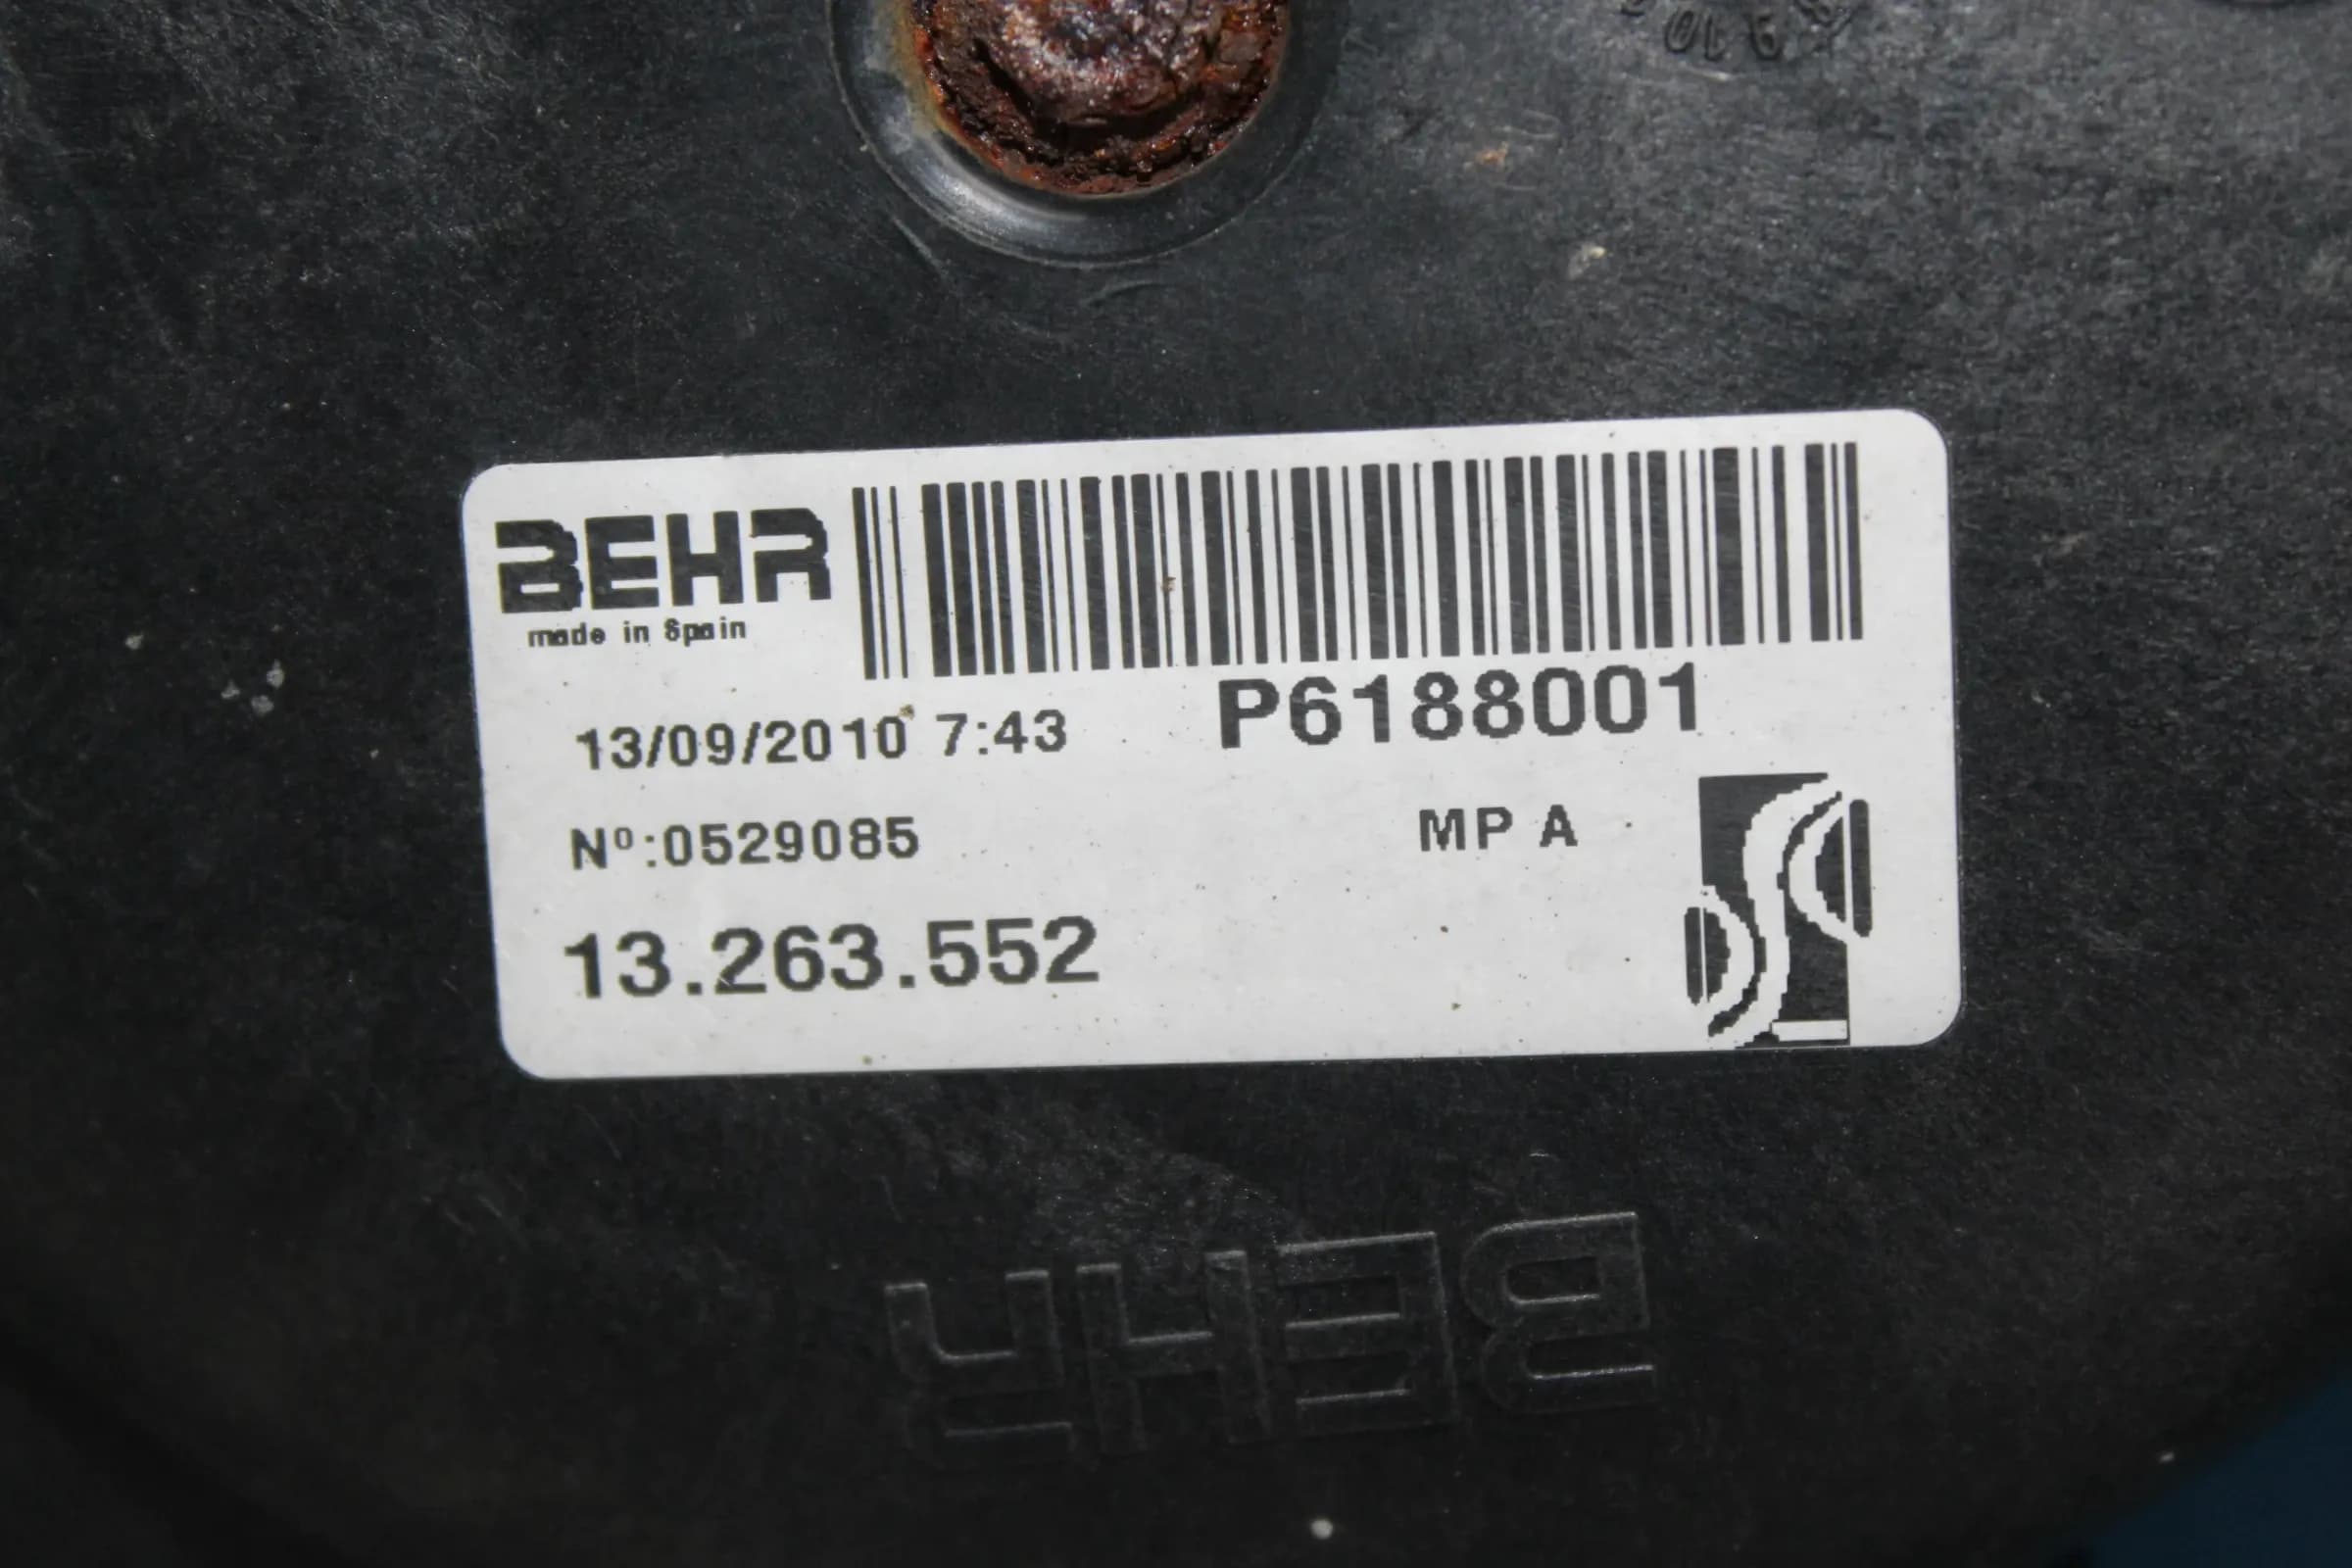 BEHR
made in Spain
P6188001
13/09/2010 7:43
Nº:0529085
MP A
13.263.552
BEHR